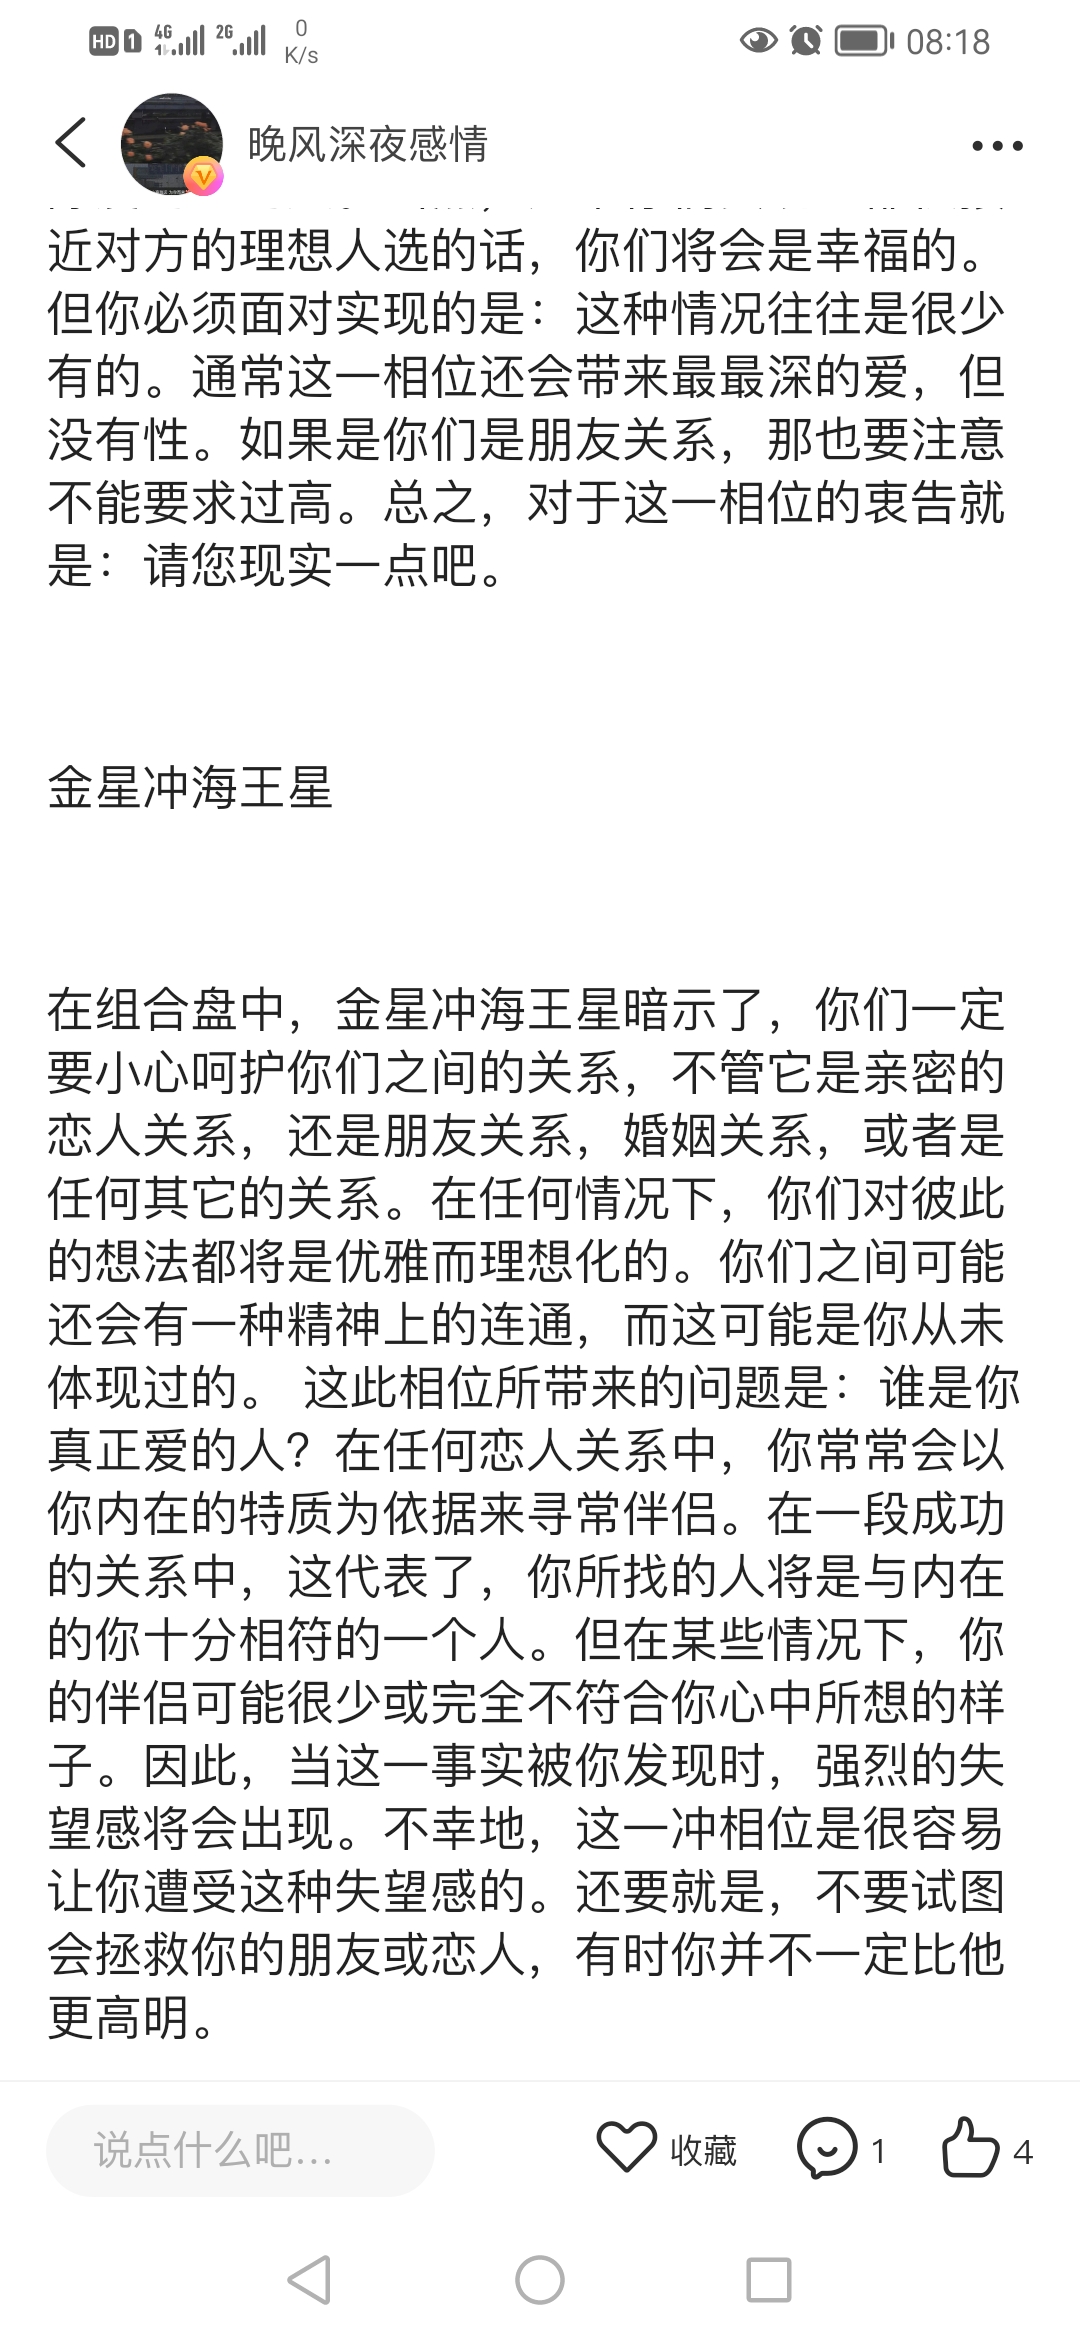 HD 1 4G 2G 0 K/s 08:18
晚风深夜感情
近对方的理想人选的话，你们将会是幸福的。
但你必须面对实现的是：这种情况往往是很少
有的。通常这一相位还会带来最最深的爱，但
没有性。如果是你们是朋友关系，那也要注意
不能要求过高。总之，对于这一相位的衷告就
是：请您现实一点吧。
金星冲海王星
在组合盘中，金星冲海王星暗示了，你们一定
要小心呵护你们之间的关系，不管它是亲密的
恋人关系，还是朋友关系，婚姻关系，或者是
任何其它的关系。在任何情况下，你们对彼此
的想法都将是优雅而理想化的。你们之间可能
还会有一种精神上的连通，而这可能是你从未
体现过的。 这此相位所带来的问题是：谁是你
真正爱的人？在任何恋人关系中，你常常会以
你内在的特质为依据来寻常伴侣。在一段成功
的关系中，这代表了，你所找的人将是与内在
的你十分相符的一个人。但在某些情况下，你
的伴侣可能很少或完全不符合你心中所想的样
子。因此，当这一事实被你发现时，强烈的失
望感将会出现。不幸地，这一冲相位是很容易
让你遭受这种失望感的。还要就是，不要试图
会拯救你的朋友或恋人，有时你并不一定比他
更高明。
说点什么吧... 收藏 1 4